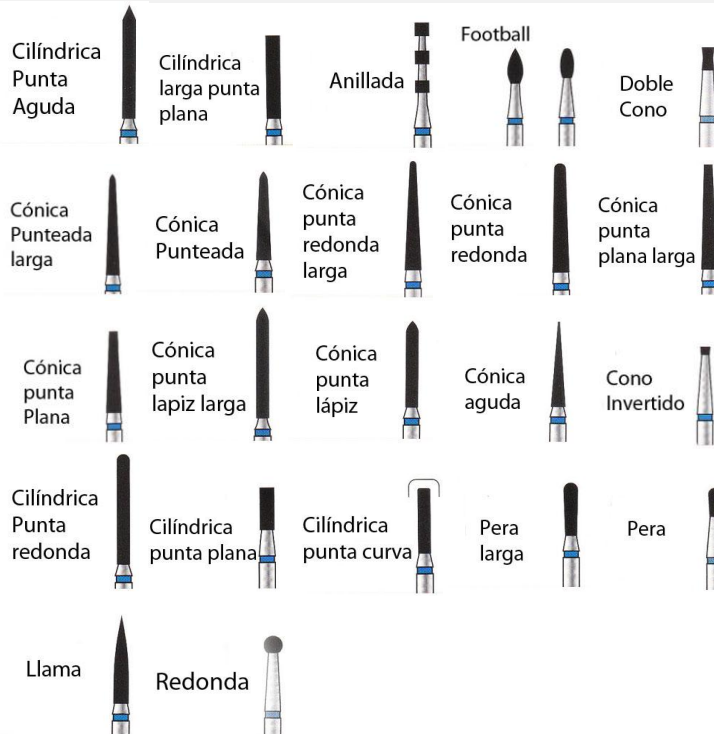 Cilíndrica
Punta
Aguda
Cilíndrica
larga punta
plana
Anillada
Football
Doble
Cono
Cónica
Punteada
larga
Cónica
Punteada
Cónica
punta
redonda
larga
Cónica
punta
redonda
Cónica
punta
plana larga
Cónica
punta
Plana
Cónica
punta
lapiz larga
Cónica
punta
lápiz
Cónica
aguda
Cono
Invertido
Cilíndrica
Punta
redonda
Cilíndrica
punta plana
Cilíndrica
punta curva
Pera
larga
Pera
Llama
Redonda